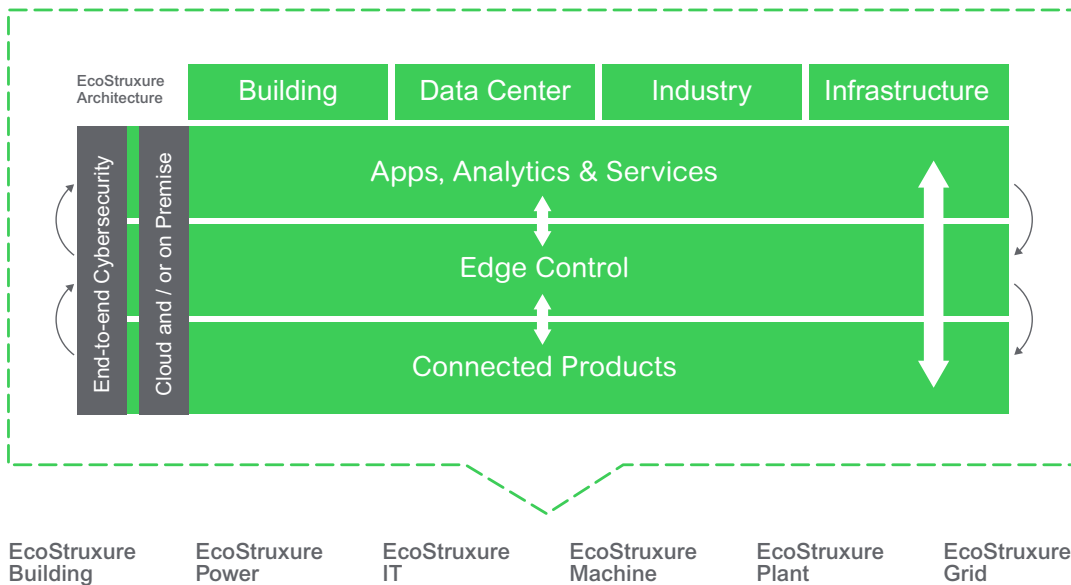 EcoStruxure
Architecture
Building
Data Center
Industry
Infrastructure
End-to-end Cybersecurity
Cloud and / or on Premise
Apps, Analytics & Services
Edge Control
Connected Products
EcoStruxure
Building
EcoStruxure
Power
EcoStruxure
IT
EcoStruxure
Machine
EcoStruxure
Plant
EcoStruxure
Grid